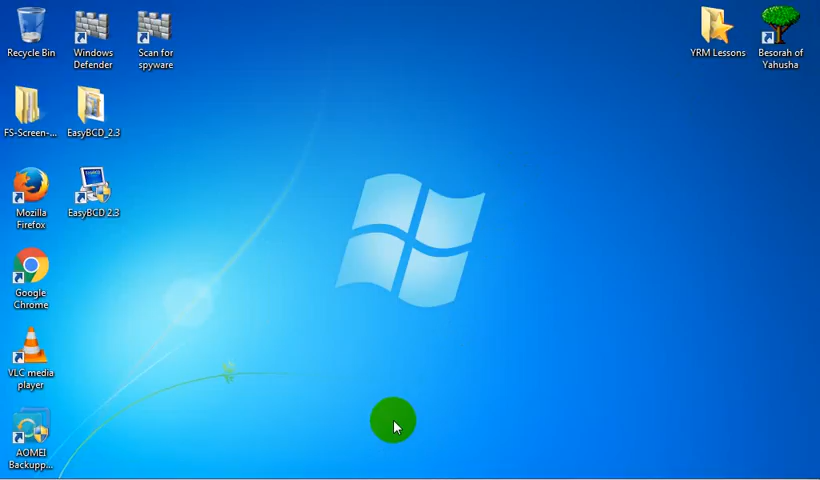 Recycle Bin
Windows
Defender
Scan for
spyware
YRM Lessons
Besorah of
Yahusha
FS-Screen-...
EasyBCD_2.3
Mozilla
Firefox
EasyBCD 2.3
Google
Chrome
VLC media
player
AOMEI
Backupp...